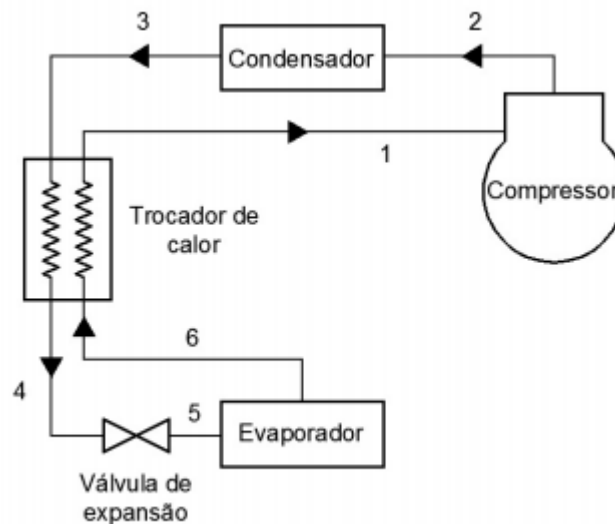 3
2
Condensador
1
Compressor
Trocador de
calor
6
4
5
Evaporador
Válvula de
expansão